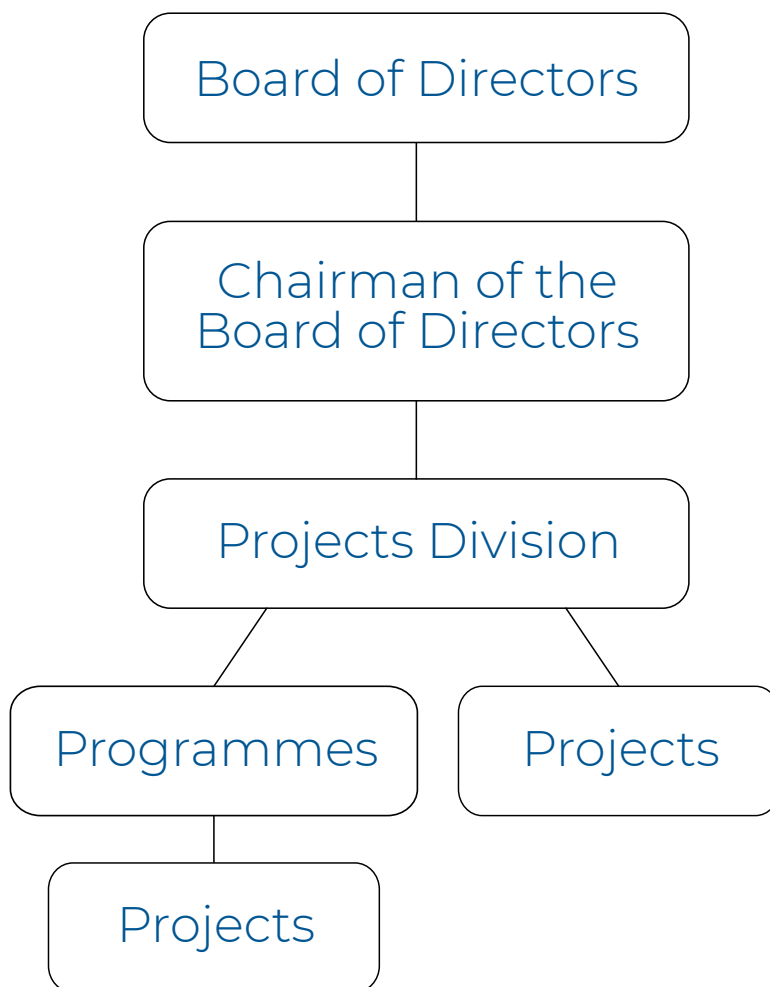 Board of Directors
Chairman of the
Board of Directors
Projects Division
Programmes
Projects
Projects